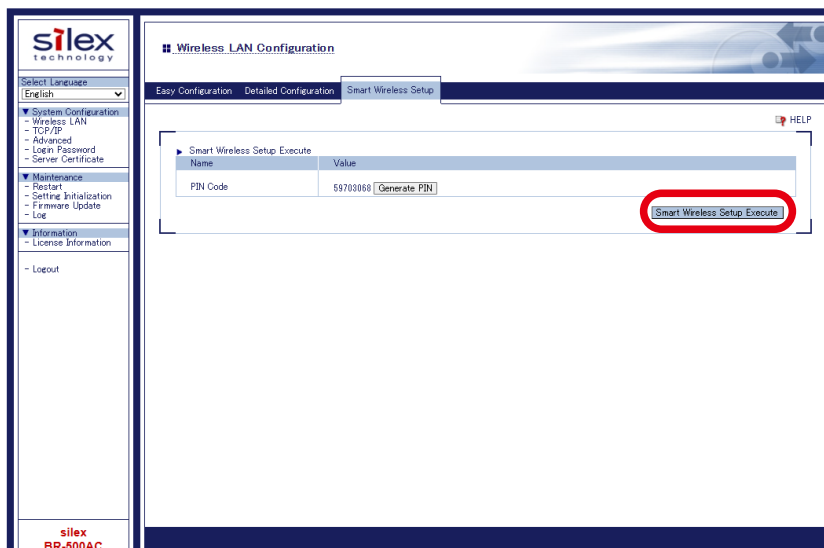 silex
technology
Select Language
English
▼ System Configuration
- Wireless LAN
- TCP/IP
- Advanced
- Login Password
- Server Certificate
▼ Maintenance
- Restart
- Setting Initialization
- Firmware Update
- Log
▼ Information
- License Information
- Logout
silex
BR-500AC
Wireless LAN Configuration
Easy Configuration Detailed Configuration Smart Wireless Setup
HELP
Smart Wireless Setup Execute
Name Value
PIN Code 59703068 Generate PIN
Smart Wireless Setup Execute